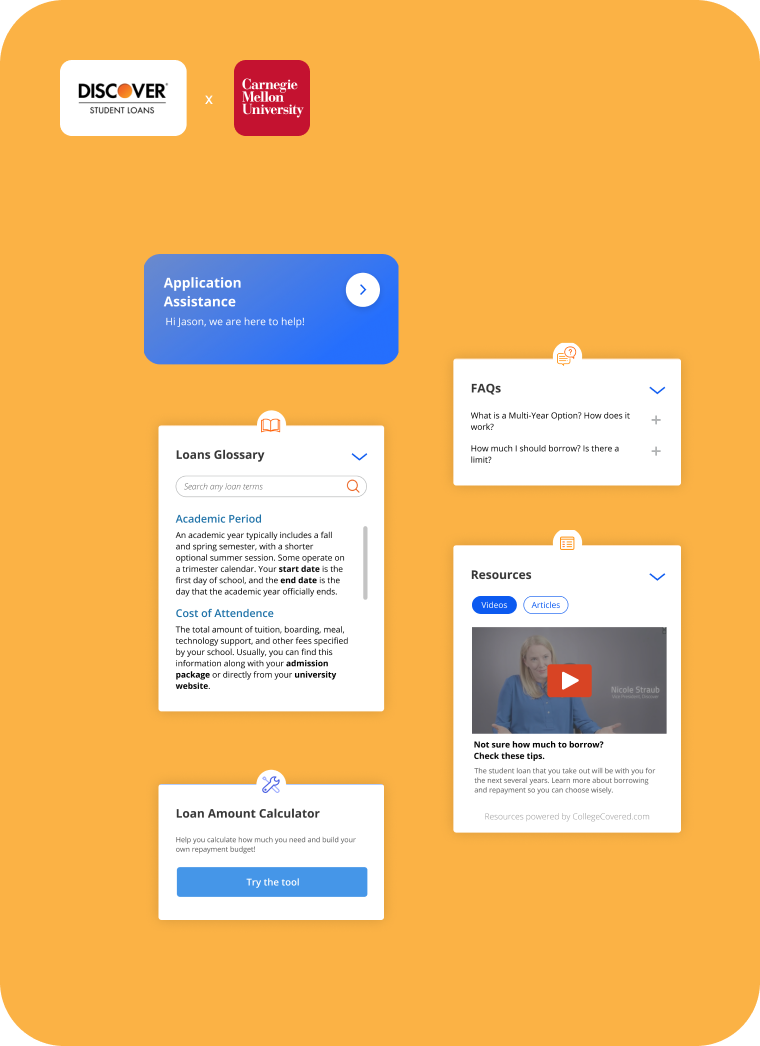 DISCOVER
STUDENT LOANS
x
Carnegie
Mellon
University
Application
Assistance
Hi Jason, we are here to help!
Loans Glossary
Search any loan terms
Academic Period
An academic year typically includes a fall
and spring semester, with a shorter
optional summer session. Some operate on
a trimester calendar. Your start date is the
first day of school, and the end date is the
day that the academic year officially ends.
Cost of Attendence
The total amount of tuition, boarding, meal,
technology support, and other fees specified
by your school. Usually, you can find this
information along with your admission
package or directly from your university
website.
Loan Amount Calculator
Help you calculate how much you need and build your
own repayment budget!
Try the tool
FAQs
What is a Multi-Year Option? How does it
work?
How much I should borrow? Is there a
limit?
Resources
Videos
Articles
Nicole Straub
Vice President, Discover
Not sure how much to borrow?
Check these tips.
The student loan that you take out will be with you for
the next several years. Learn more about borrowing
and repayment so you can choose wisely.
Resources powered by CollegeCovered.com